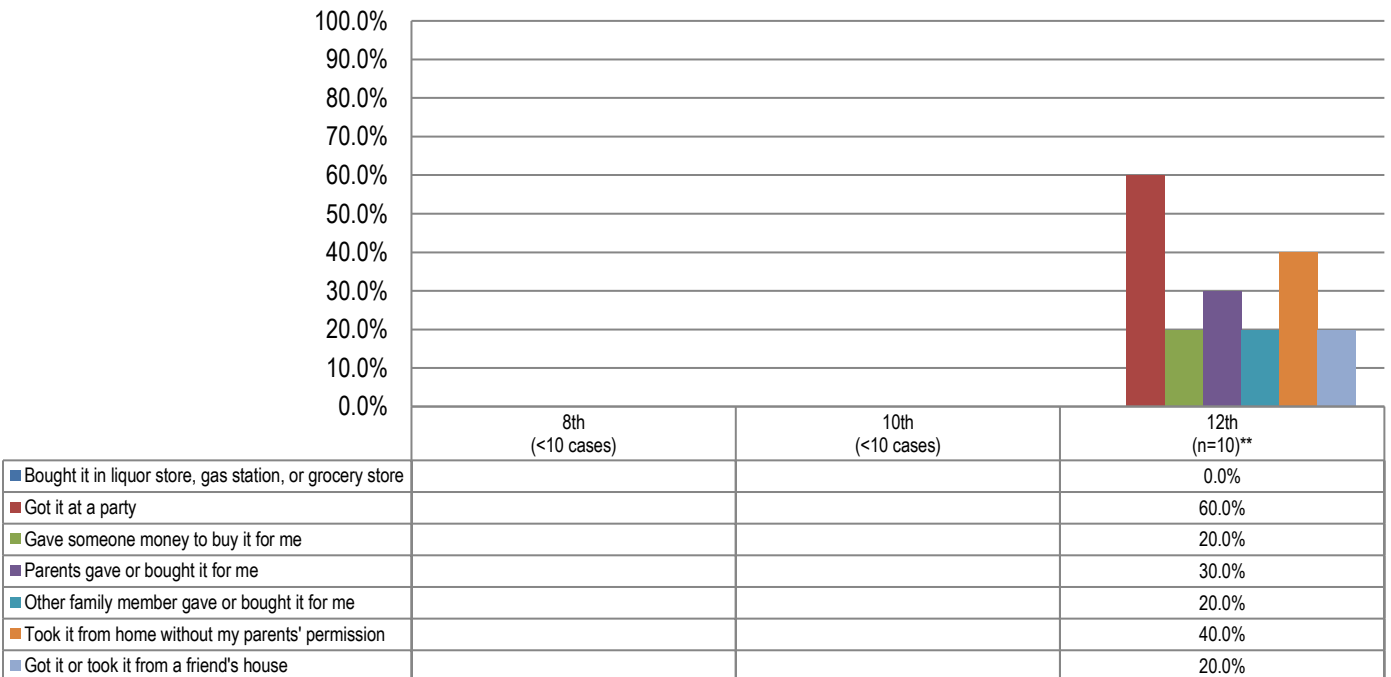 100.0%
90.0%
80.0%
70.0%
60.0%
50.0%
40.0%
30.0%
20.0%
10.0%
0.0%
8th 10th 12th
(<10 cases) (<10 cases) (n=10)**
Bought it in liquor store, gas station, or grocery store 0.0%
Got it at a party 60.0%
Gave someone money to buy it for me 20.0%
Parents gave or bought it for me 30.0%
Other family member gave or bought it for me 20.0%
Took it from home without my parents' permission 40.0%
Got it or took it from a friend's house 20.0%